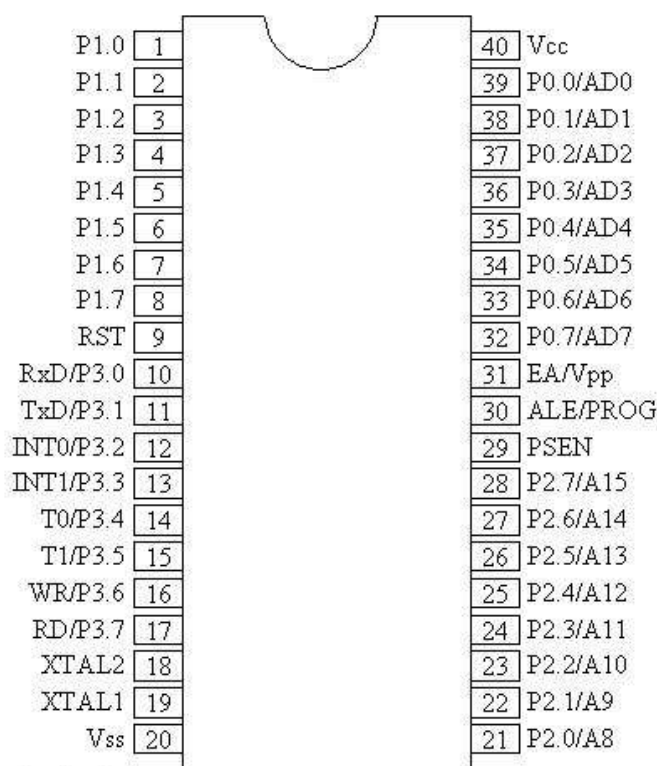 P1.0 1 40 Vcc
P1.1 2 39 P0.0/AD0
P1.2 3 38 P0.1/AD1
P1.3 4 37 P0.2/AD2
P1.4 5 36 P0.3/AD3
P1.5 6 35 P0.4/AD4
P1.6 7 34 P0.5/AD5
P1.7 8 33 P0.6/AD6
RST 9 32 P0.7/AD7
RxD/P3.0 10 31 EA/Vpp
TxD/P3.1 11 30 ALE/PROG
INT0/P3.2 12 29 PSEN
INT1/P3.3 13 28 P2.7/A15
T0/P3.4 14 27 P2.6/A14
T1/P3.5 15 26 P2.5/A13
WR/P3.6 16 25 P2.4/A12
RD/P3.7 17 24 P2.3/A11
XTAL2 18 23 P2.2/A10
XTAL1 19 22 P2.1/A9
Vss 20 21 P2.0/A8